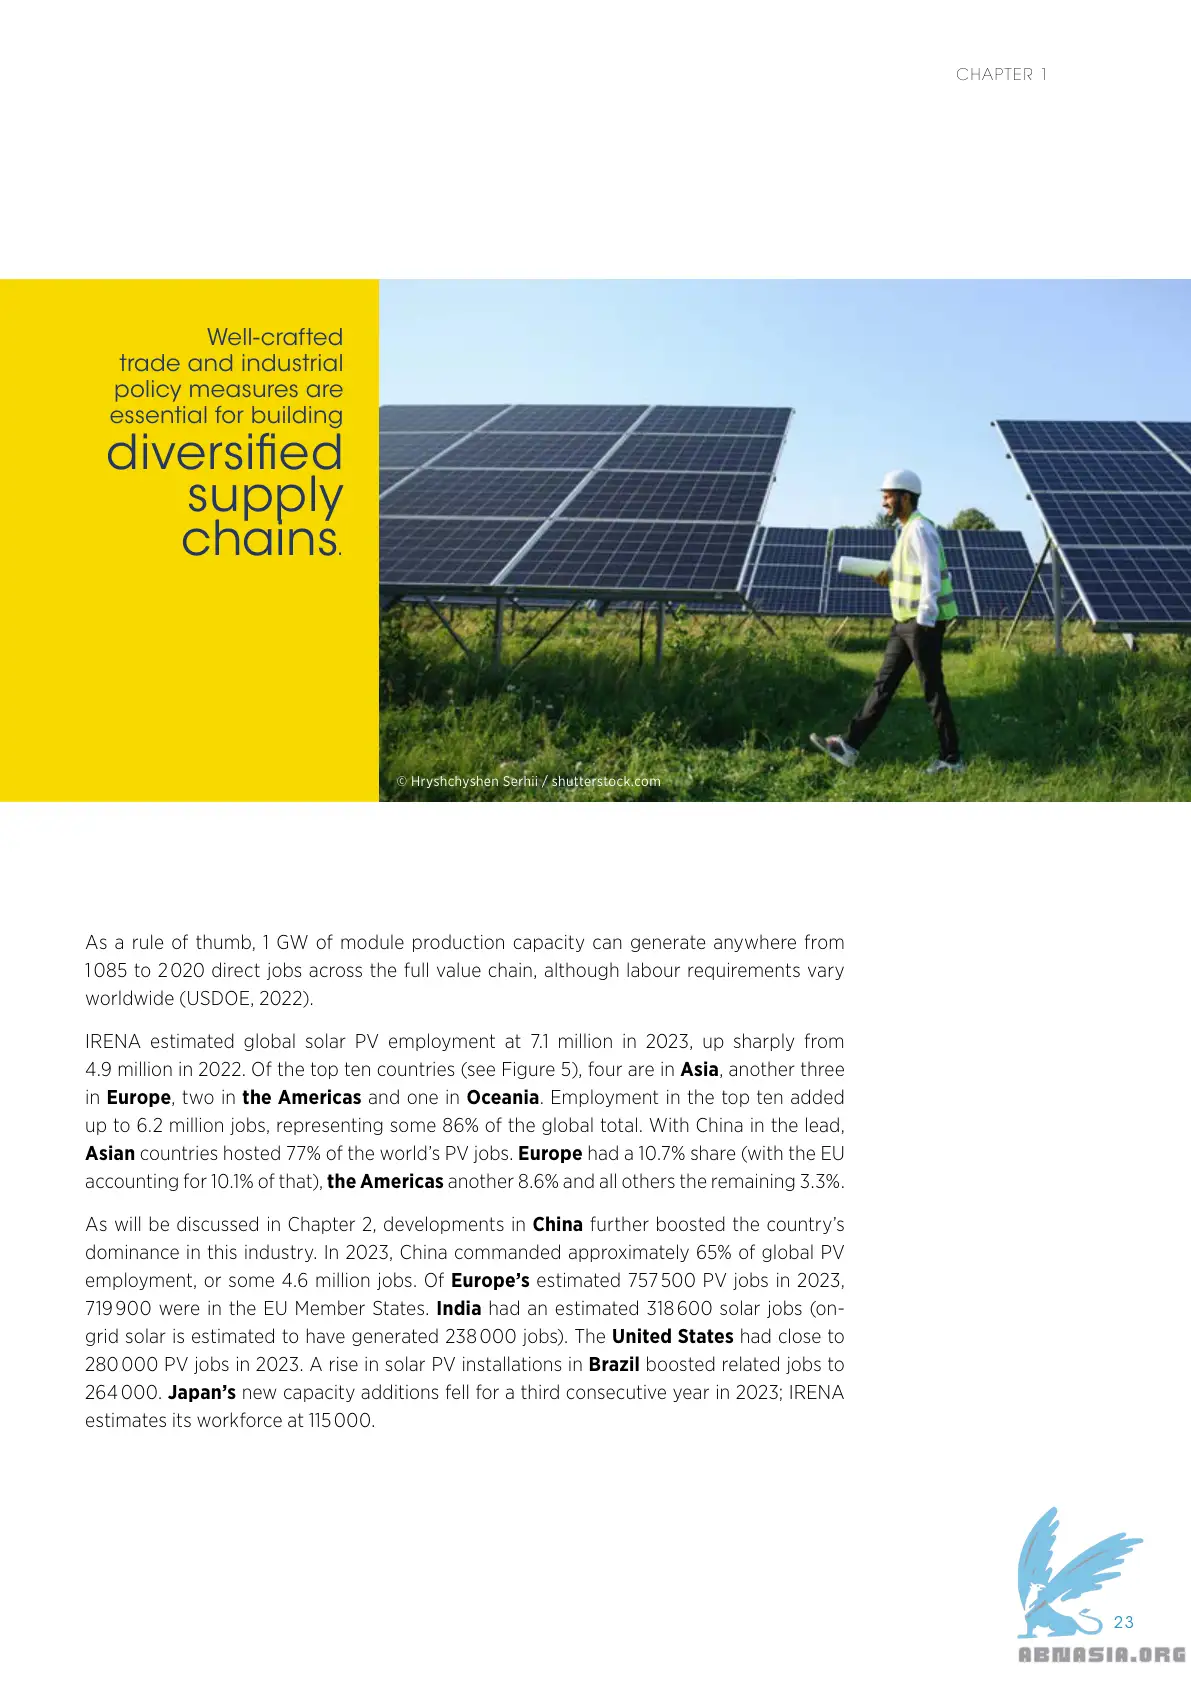 CHAPTER 1
Well-crafted
trade and industrial
policy measures are
essential for building
diversified
supply
chains.
© Hryshchyshen Serhii / shutterstock.com
As a rule of thumb, 1 GW of module production capacity can generate anywhere from
1 085 to 2 020 direct jobs across the full value chain, although labour requirements vary
worldwide (USDOE, 2022).
IRENA estimated global solar PV employment at 7.1 million in 2023, up sharply from
4.9 million in 2022. Of the top ten countries (see Figure 5), four are in Asia, another three
in Europe, two in the Americas and one in Oceania. Employment in the top ten added
up to 6.2 million jobs, representing some 86% of the global total. With China in the lead,
Asian countries hosted 77% of the world’s PV jobs. Europe had a 10.7% share (with the EU
accounting for 10.1% of that), the Americas another 8.6% and all others the remaining 3.3%.
As will be discussed in Chapter 2, developments in China further boosted the country’s
dominance in this industry. In 2023, China commanded approximately 65% of global PV
employment, or some 4.6 million jobs. Of Europe’s estimated 757 500 PV jobs in 2023,
719 900 were in the EU Member States. India had an estimated 318 600 solar jobs (on-
grid solar is estimated to have generated 238 000 jobs). The United States had close to
280 000 PV jobs in 2023. A rise in solar PV installations in Brazil boosted related jobs to
264 000. Japan’s new capacity additions fell for a third consecutive year in 2023; IRENA
estimates its workforce at 115 000.
23
ABNASIA.ORG